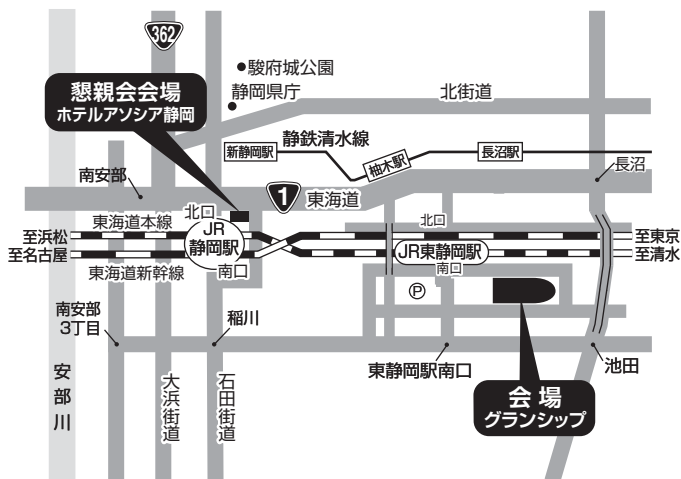 362
駿府城公園
静岡県庁
北街道
懇親会会場
ホテルアソシア静岡
静鉄清水線
新静岡駅
柚木駅
長沼駅
長沼
南安部
1
東海道
北口
北口
東海道本線
至浜松
至名古屋
JR
静岡駅
JR東静岡駅
至東京
至清水
東海道新幹線
南口
南口
P
南安部
3丁目
稲川
東静岡駅南口
池田
会場
グランシップ
安部川
大浜街道
石田街道